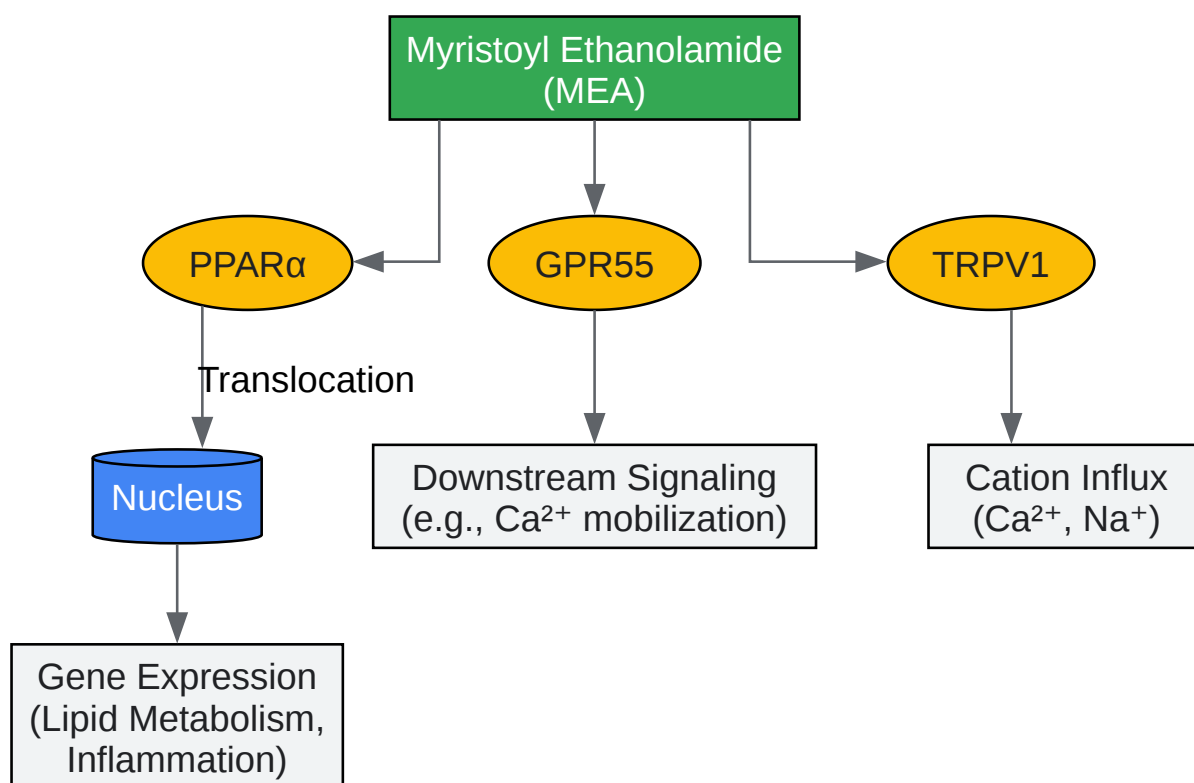 Myristoyl Ethanolamide
(MEA)
PPARα
GPR55
TRPV1
Translocation
Nucleus
Downstream Signaling
(e.g., Ca²⁺ mobilization)
Cation Influx
(Ca²⁺, Na⁺)
Gene Expression
(Lipid Metabolism,
Inflammation)